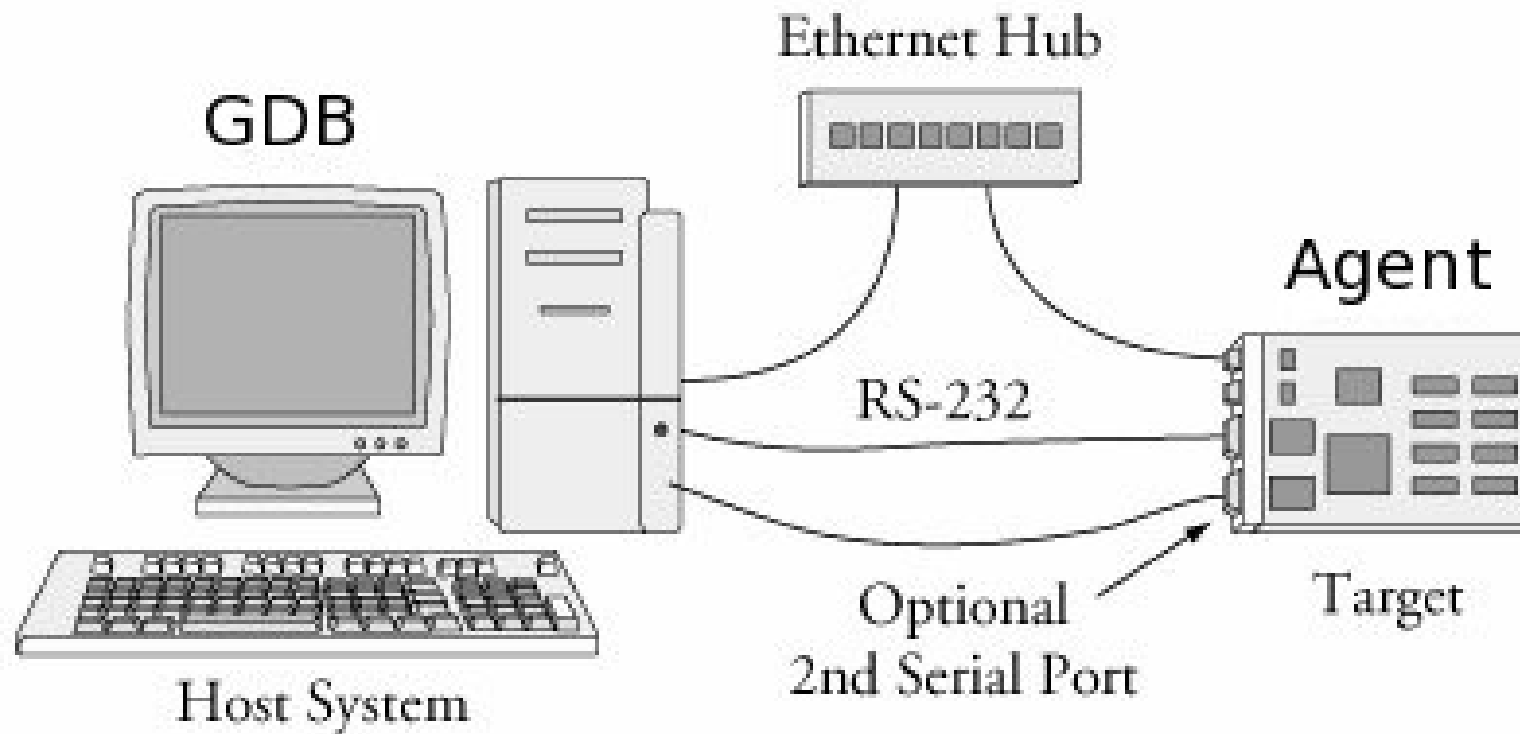 Ethernet Hub
GDB
Agent
RS-232
Optional
2nd Serial Port
Target
Host System